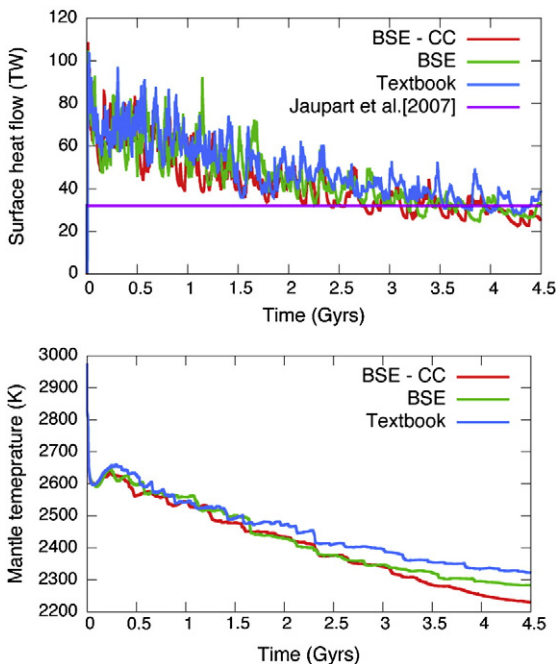 120
100
80
60
40
20
0
Surface heat flow (TW)
BSE - CC
BSE
Textbook
Jaupart et al.[2007]
0 0.5 1 1.5 2 2.5 3 3.5 4 4.5
Time (Gyrs)
3000
2900
2800
2700
2600
2500
2400
2300
2200
Mantle temeprature (K)
BSE - CC
BSE
Textbook
0 0.5 1 1.5 2 2.5 3 3.5 4 4.5
Time (Gyrs)